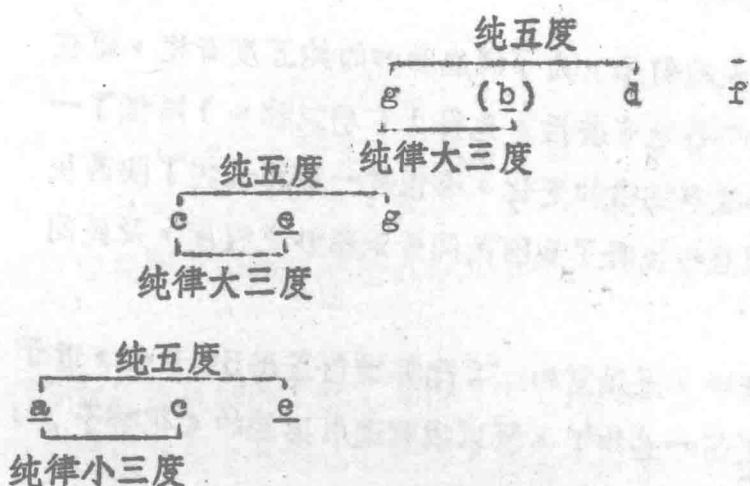 纯五度
g (b̲) d f̄
纯律大三度
纯五度
c e̲ g
纯律大三度
纯五度
a̲ c e̲
纯律小三度